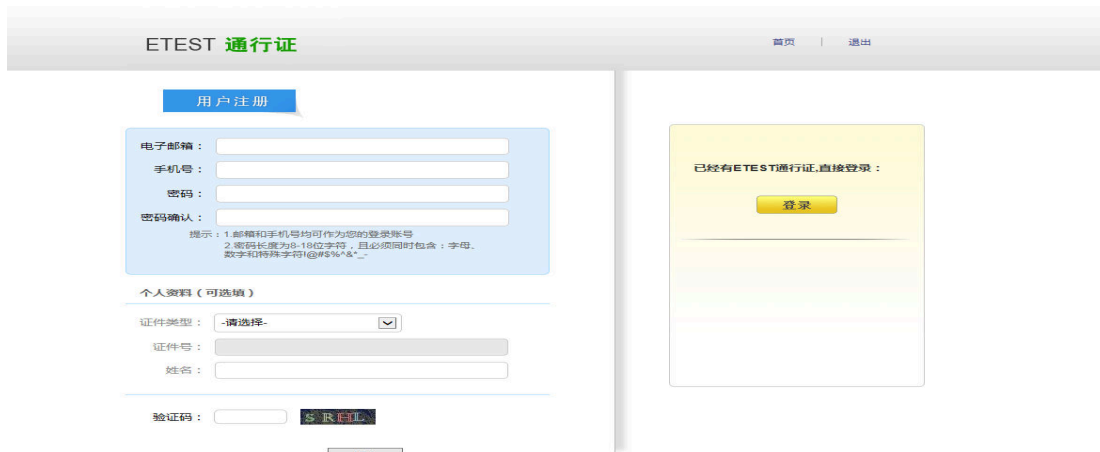 ETEST 通行证
首页 | 退出
用户注册
电子邮箱：
手机号：
密码：
密码确认：
提示：1.邮箱和手机号均可作为您的登录账号
2.密码长度为8-18位字符，且必须同时包含：字母、
数字和特殊字符!@#$%^&*_-
个人资料（可选填）
证件类型： -请选择-
证件号：
姓名：
验证码： S RHL
已经有ETEST通行证,直接登录：
登录